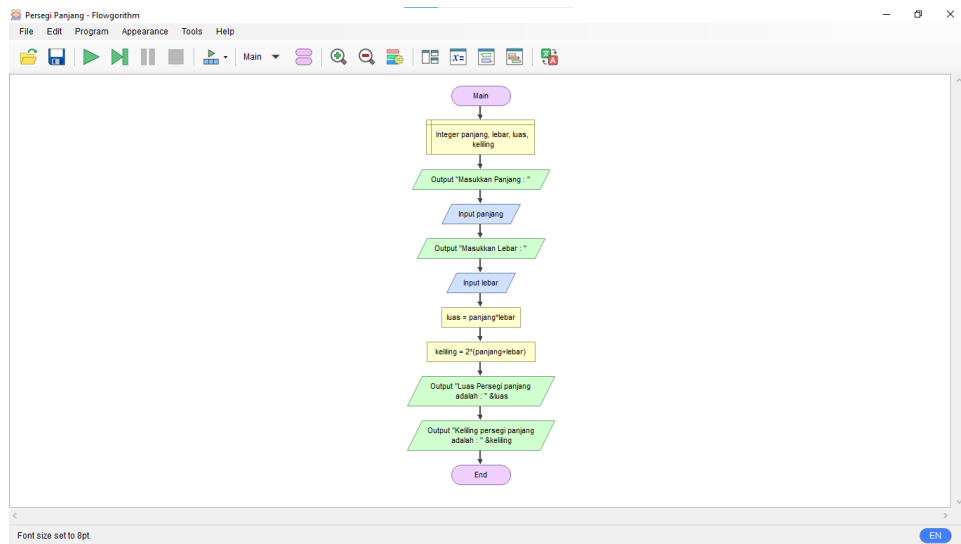 Persegi Panjang - Flowgorithm
File Edit Program Appearance Tools Help
Main
x=
Main
Integer panjang, lebar, luas,
keliling
Output "Masukkan Panjang : "
Input panjang
Output "Masukkan Lebar : "
Input lebar
luas = panjang*lebar
keliling = 2*(panjang+lebar)
Output "Luas Persegi panjang
adalah : " &luas
Output "Keliling persegi panjang
adalah : " &keliling
End
Font size set to 8pt.
EN